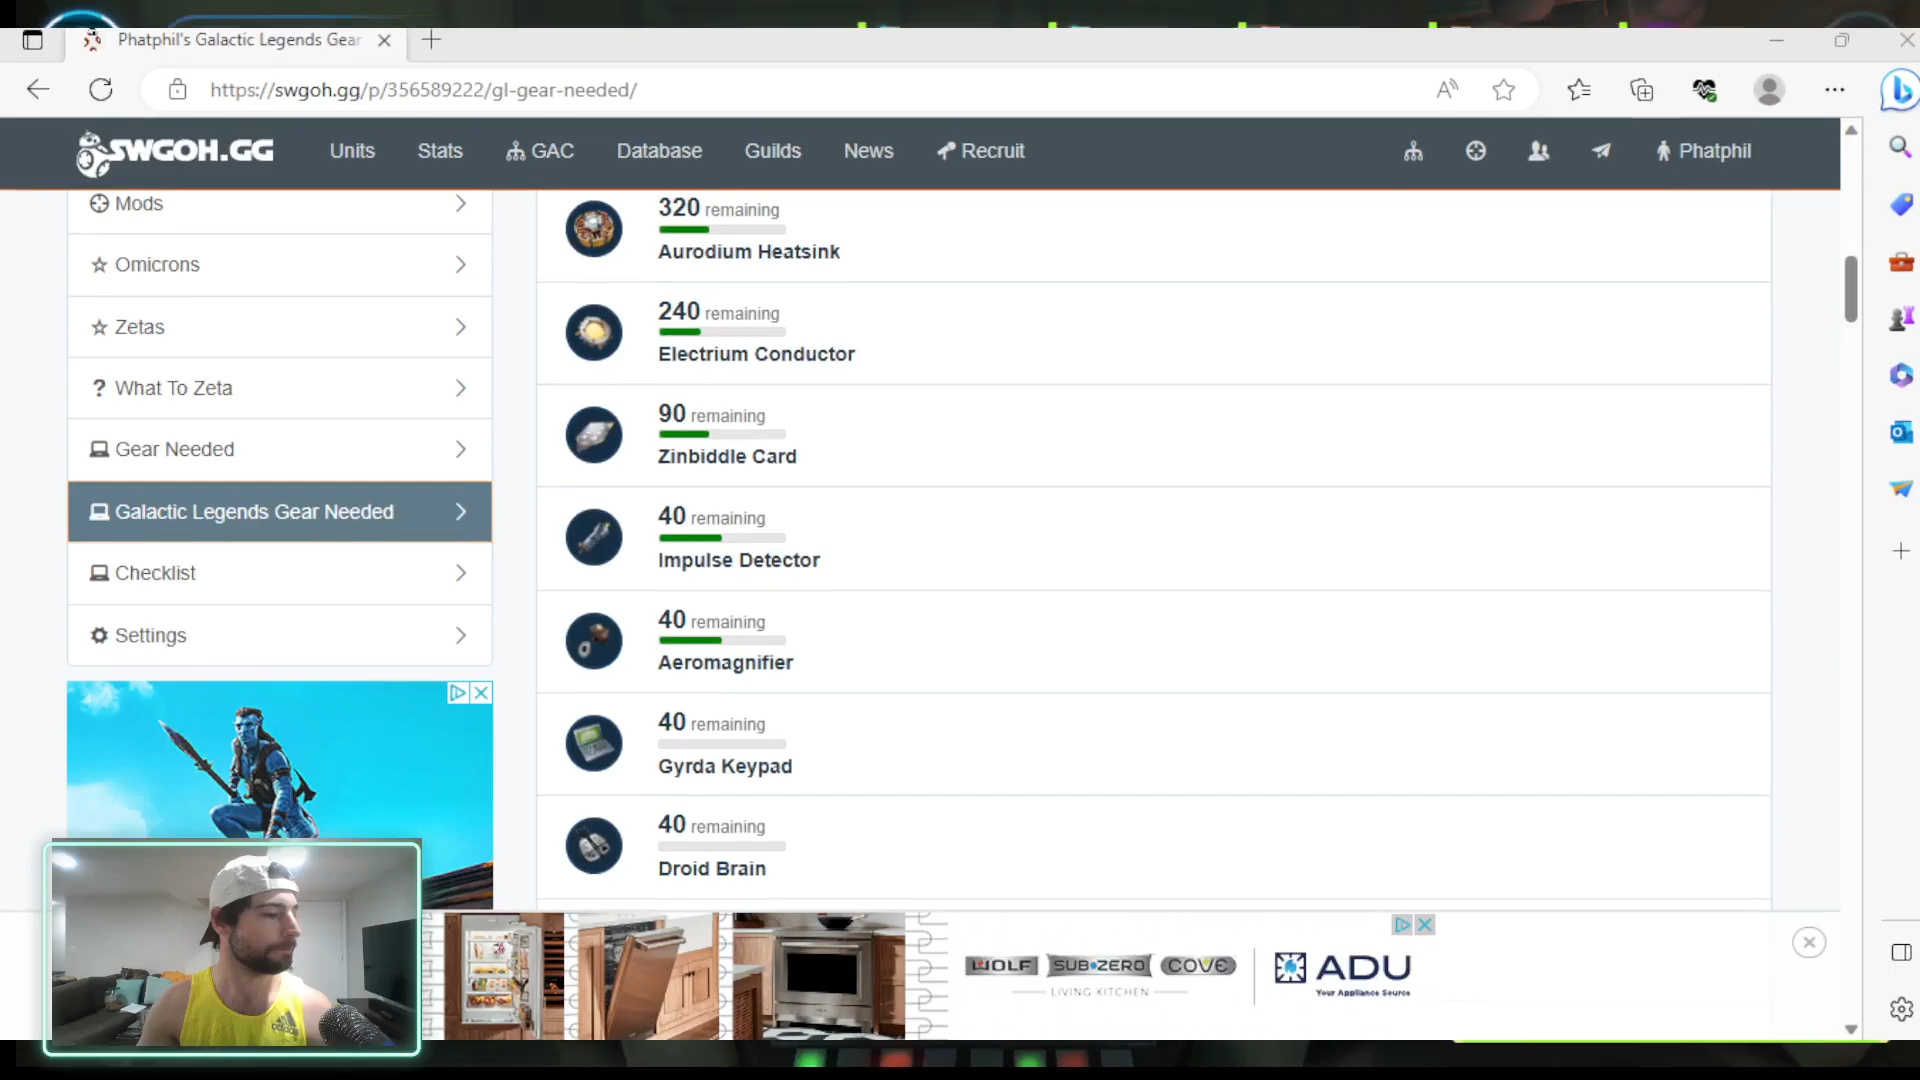 Phatphil's Galactic Legends Gear
https://swgoh.gg/p/356589222/gl-gear-needed/
SWGOH.GG
Units
Stats
GAC
Database
Guilds
News
Recruit
Phatphil
Mods
Omicrons
Zetas
? What To Zeta
Gear Needed
Galactic Legends Gear Needed
Checklist
Settings
320 remaining
Aurodium Heatsink
240 remaining
Electrium Conductor
90 remaining
Zinbiddle Card
40 remaining
Impulse Detector
40 remaining
Aeromagnifier
40 remaining
Gyrda Keypad
40 remaining
Droid Brain
adidas
WOLF
SUB-ZERO
COVE
LIVING KITCHEN
ADU
Your Appliance Source